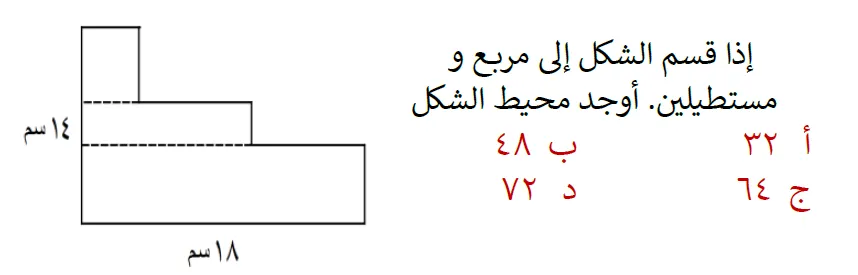 إذا قسم الشكل إلى مربع و
مستطيلين. أوجد محيط الشكل
أ ٣٢ ب ٤٨
ج ٦٤ د ٧٢
١٤ سم
١٨ سم